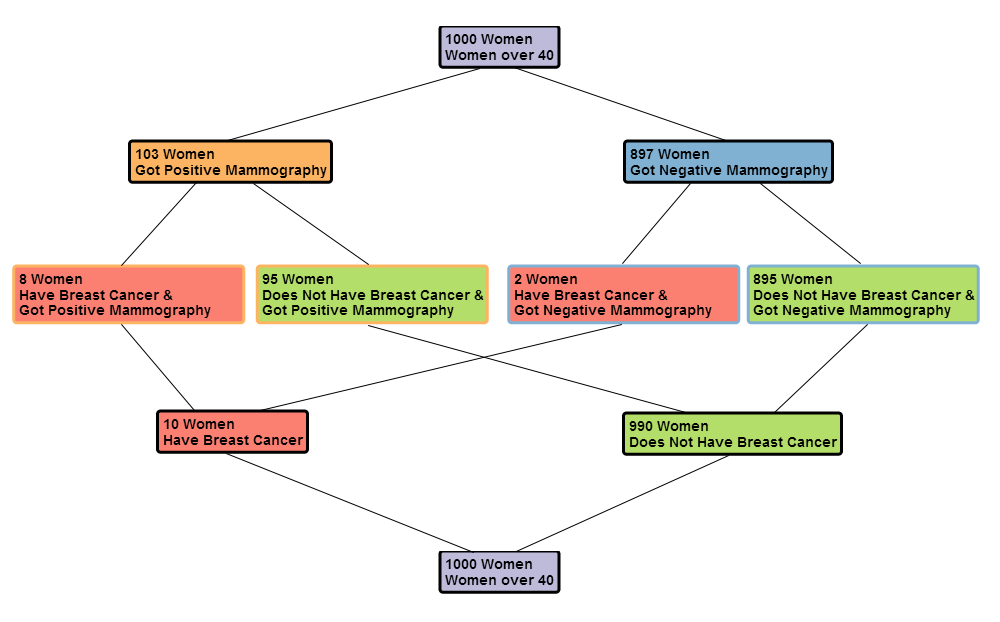 1000 Women
Women over 40
103 Women
Got Positive Mammography
897 Women
Got Negative Mammography
8 Women
Have Breast Cancer &
Got Positive Mammography
95 Women
Does Not Have Breast Cancer &
Got Positive Mammography
2 Women
Have Breast Cancer &
Got Negative Mammography
895 Women
Does Not Have Breast Cancer &
Got Negative Mammography
10 Women
Have Breast Cancer
990 Women
Does Not Have Breast Cancer
1000 Women
Women over 40